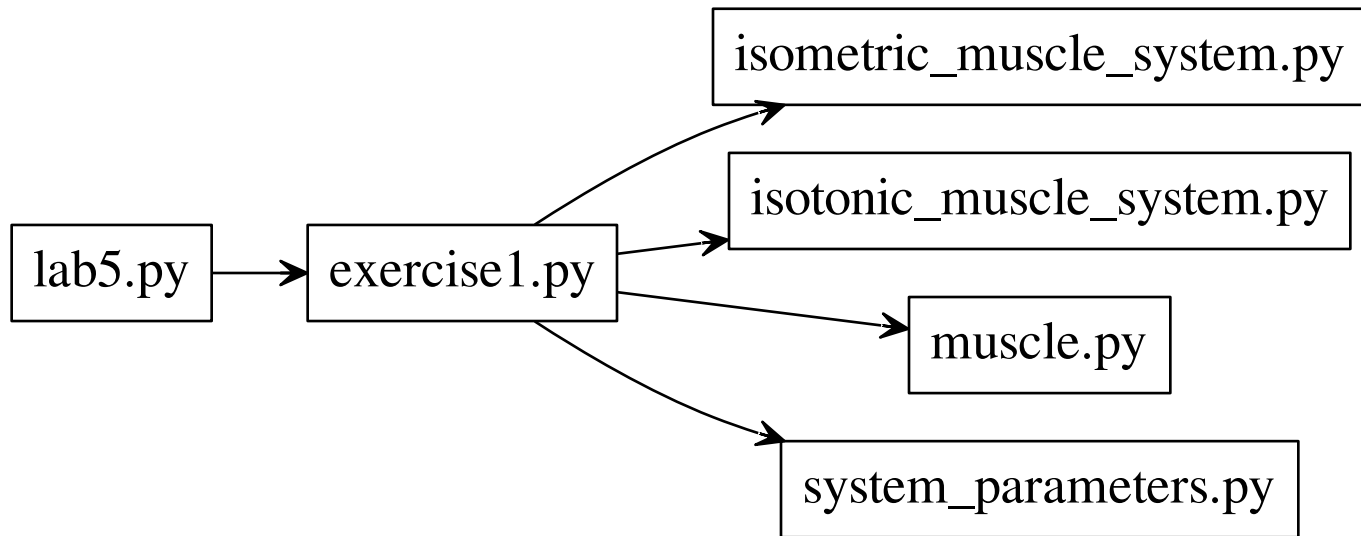 isometric_muscle_system.py
isotonic_muscle_system.py
lab5.py
exercise1.py
muscle.py
system_parameters.py